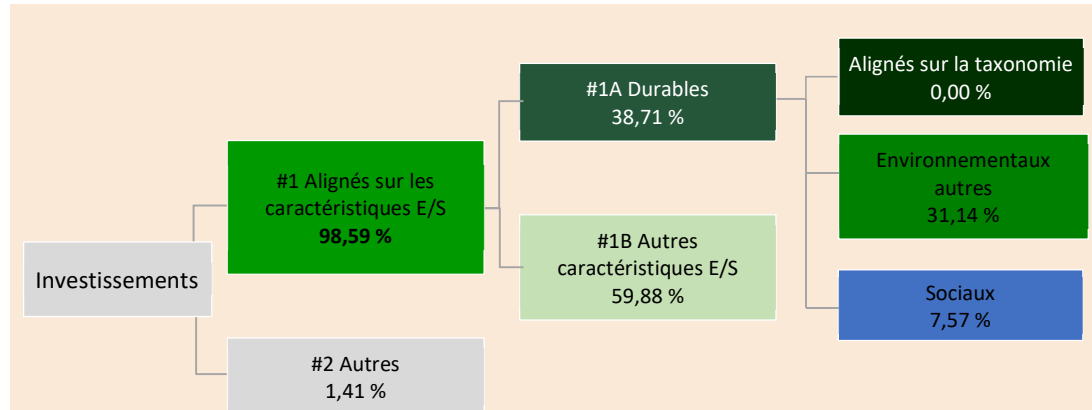 Investissements
#1 Alignés sur les
caractéristiques E/S
98,59 %
#2 Autres
1,41 %
#1A Durables
38,71 %
#1B Autres
caractéristiques E/S
59,88 %
Alignés sur la taxonomie
0,00 %
Environnementaux
autres
31,14 %
Sociaux
7,57 %